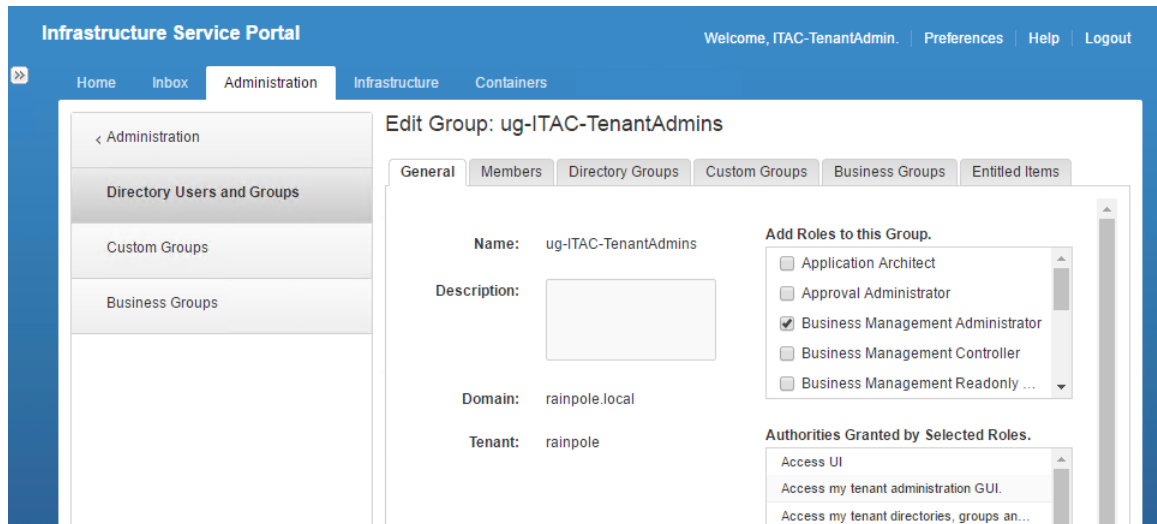 Infrastructure Service Portal
Welcome, ITAC-TenantAdmin. Preferences Help Logout
Home Inbox Administration Infrastructure Containers
< Administration
Directory Users and Groups
Custom Groups
Business Groups
Edit Group: ug-ITAC-TenantAdmins
General Members Directory Groups Custom Groups Business Groups Entitled Items
Name: ug-ITAC-TenantAdmins
Description:
Domain: rainpole.local
Tenant: rainpole
Add Roles to this Group.
Application Architect
Approval Administrator
Business Management Administrator
Business Management Controller
Business Management Readonly ...
Authorities Granted by Selected Roles.
Access UI
Access my tenant administration GUI.
Access my tenant directories, groups an...